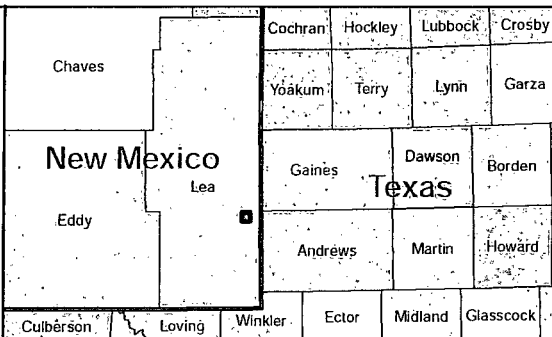 Cochran Hockley Lubbock Crosby
Chaves
Yoakum Terry Lynn Garza
New Mexico
Dawson
Gaines
Borden
Texas
Lea
Eddy
Andrews Martin Howard
Culberson Loving Winkler Ector Midland Glasscock